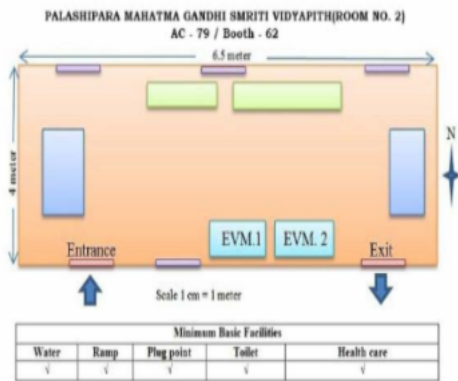 PALASHIPARA MAHATMA GANDHI SMRITI VIDYAPITH(ROOM NO. 2)
AC - 79 / Booth - 62
6.5 meter
4 meter
N
EVM.1 EVM. 2
Entrance Exit
Scale 1 cm = 1 meter
Minimum Basic Facilities
Water Ramp Plug point Toilet Health care
√ √ √ √ √